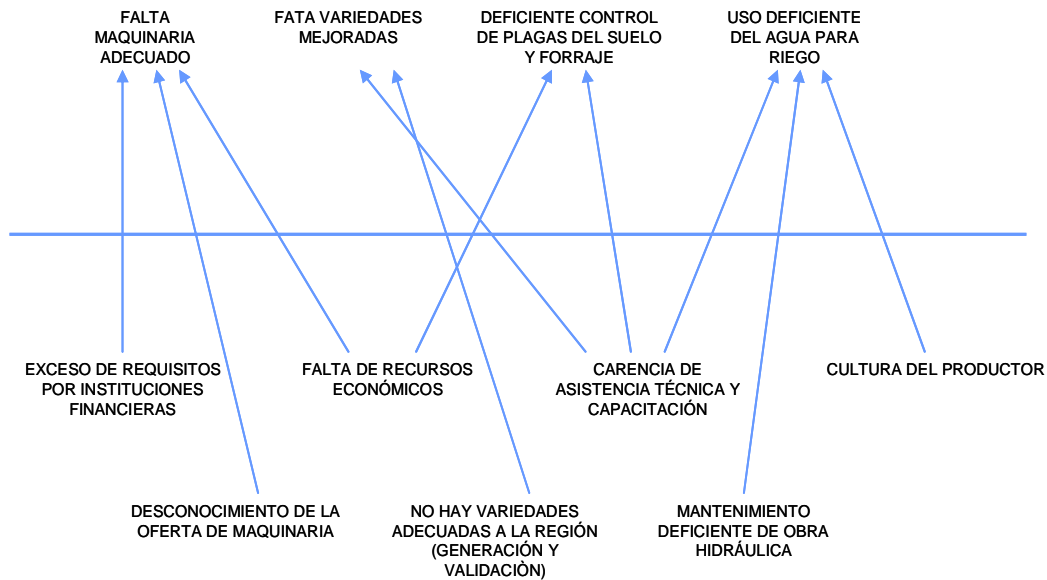 FALTA
MAQUINARIA
ADECUADO
FATA VARIEDADES
MEJORADAS
DEFICIENTE CONTROL
DE PLAGAS DEL SUELO
Y FORRAJE
USO DEFICIENTE
DEL AGUA PARA
RIEGO
EXCESO DE REQUISITOS
POR INSTITUCIONES
FINANCIERAS
FALTA DE RECURSOS
ECONÓMICOS
CARENCIA DE
ASISTENCIA TÉCNICA Y
CAPACITACIÓN
CULTURA DEL PRODUCTOR
DESCONOCIMIENTO DE LA
OFERTA DE MAQUINARIA
NO HAY VARIEDADES
ADECUADAS A LA REGIÓN
(GENERACIÓN Y
VALIDACIÒN)
MANTENIMIENTO
DEFICIENTE DE OBRA
HIDRÁULICA